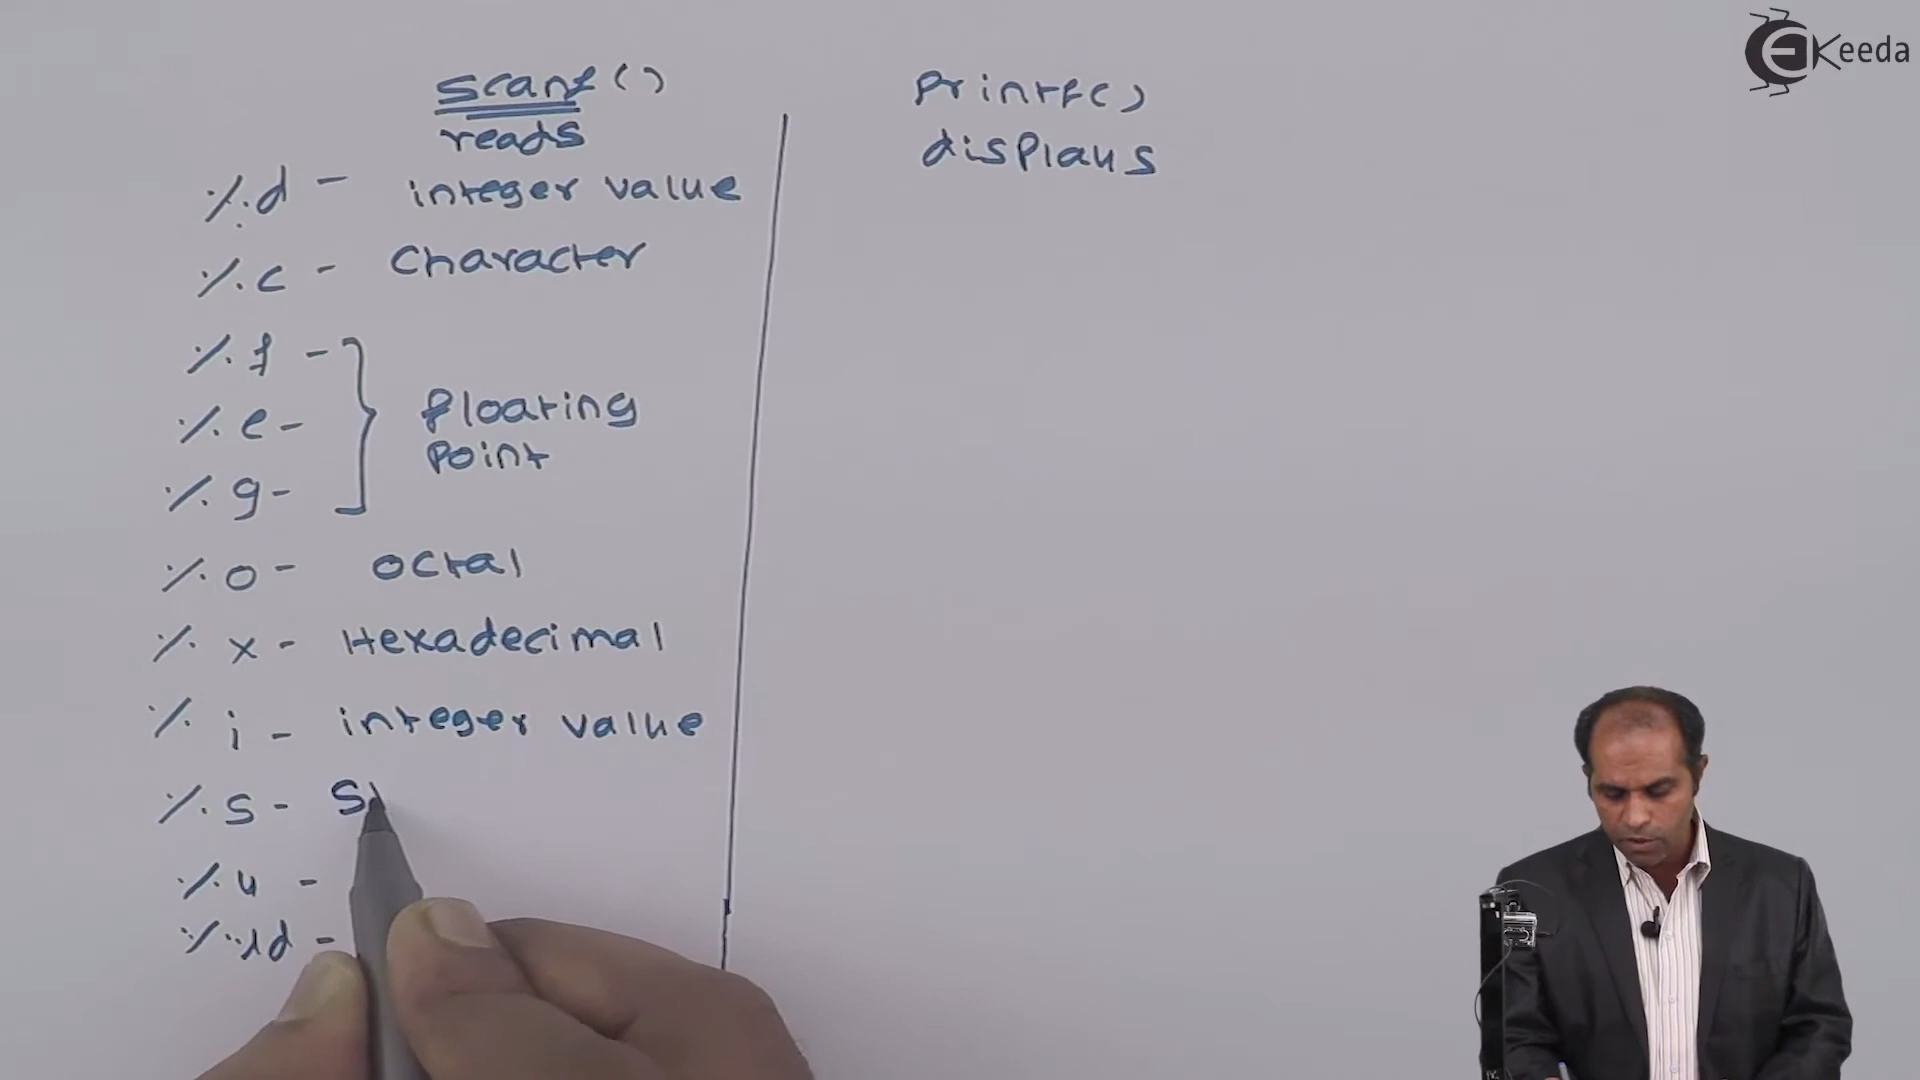 scanf()
reads
%d - integer value
%c - character
%f -
%e -
%g -
floating
point
%o - octal
%x - Hexadecimal
%i - integer value
%s - S
%u -
%ld -
printf()
displays
EKeeda